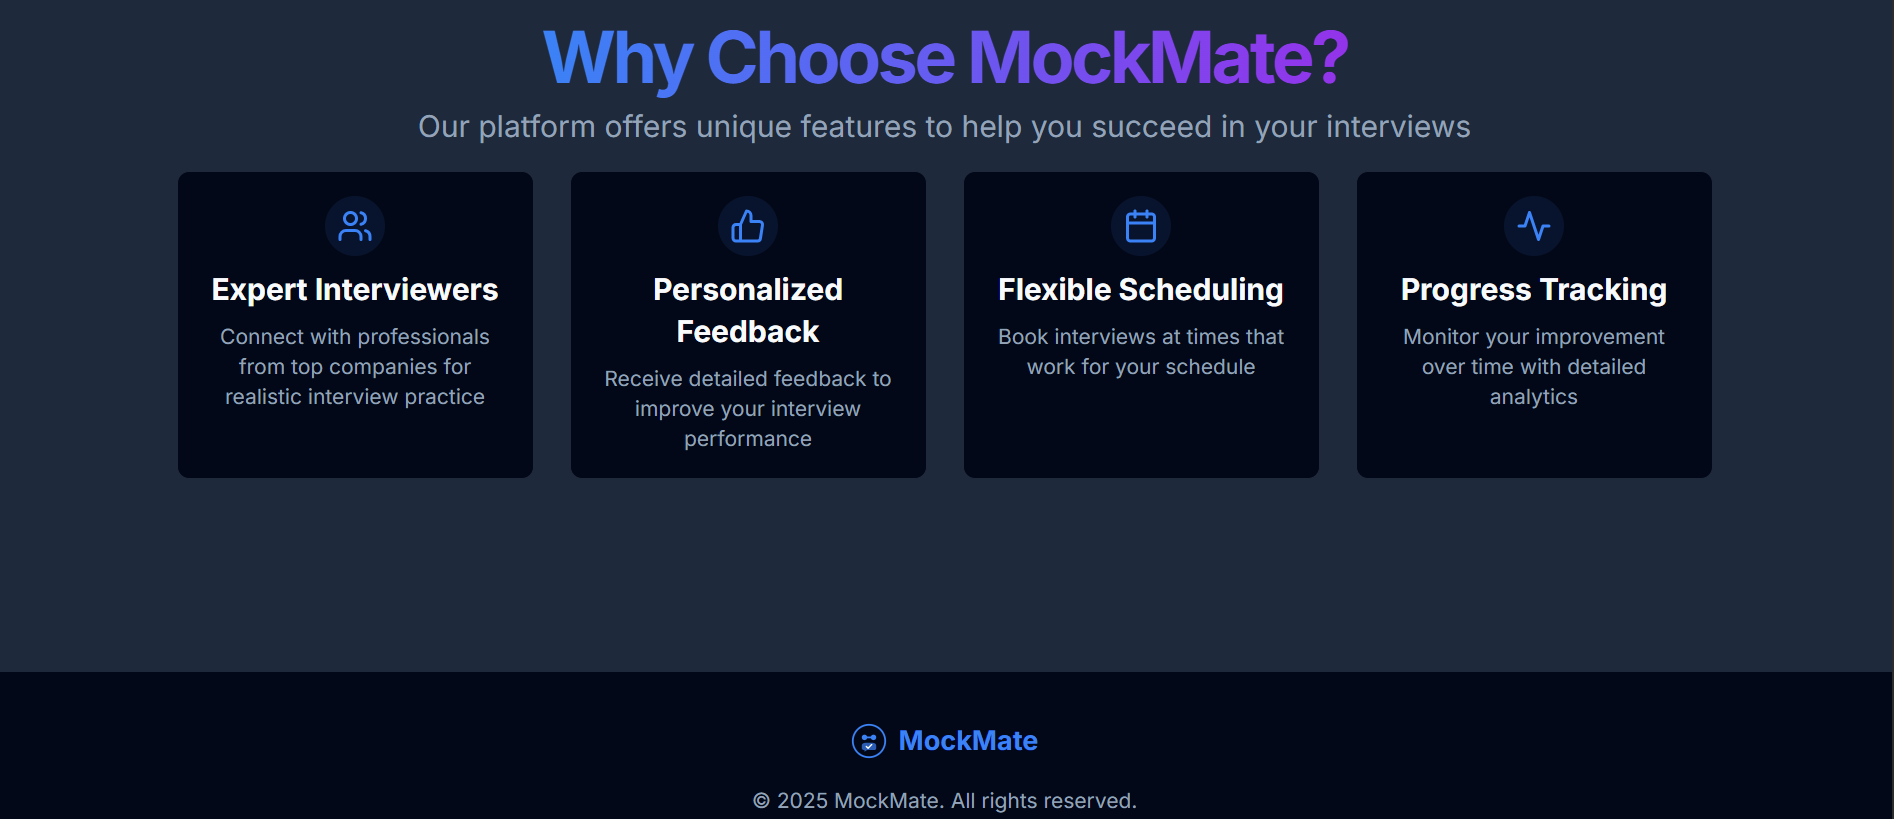 Why Choose MockMate?
Our platform offers unique features to help you succeed in your interviews
Expert Interviewers
Connect with professionals
from top companies for
realistic interview practice
Personalized
Feedback
Receive detailed feedback to
improve your interview
performance
Flexible Scheduling
Book interviews at times that
work for your schedule
Progress Tracking
Monitor your improvement
over time with detailed
analytics
MockMate
© 2025 MockMate. All rights reserved.